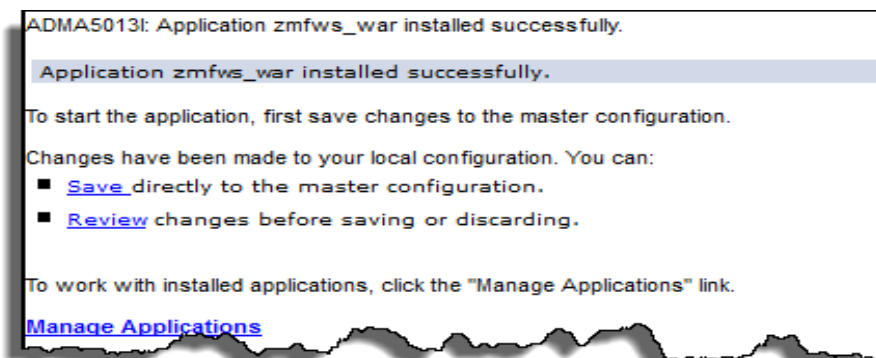 ADMA5013I: Application zmfws_war installed successfully.
Application zmfws_war installed successfully.
To start the application, first save changes to the master configuration.
Changes have been made to your local configuration. You can:
Save directly to the master configuration.
Review changes before saving or discarding.
To work with installed applications, click the "Manage Applications" link.
Manage Applications